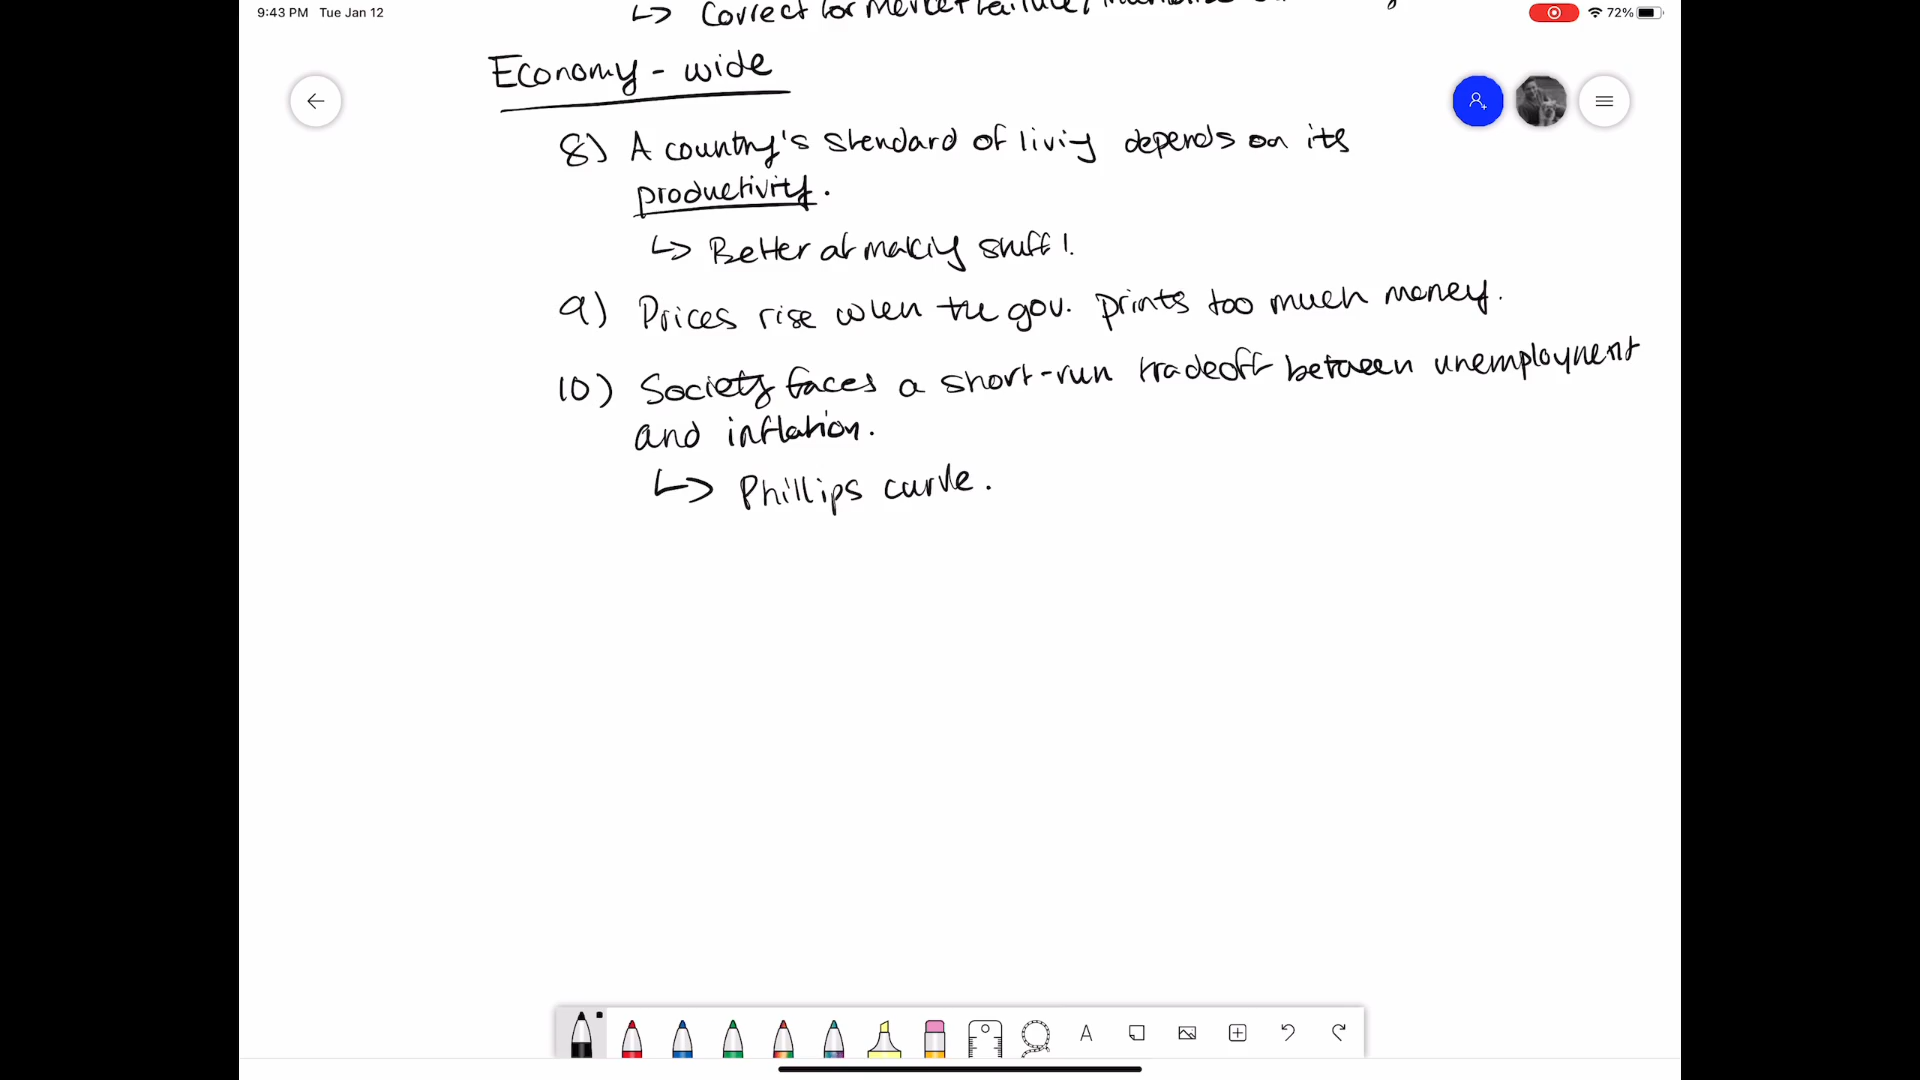 9:43 PM Tue Jan 12
72%
↳ Correct for
Economy-wide
8) A country's standard of living depends on its
productivity.
↳ Better at making stuff!
9) Prices rise when the gov. prints too much money.
10) Society faces a short-run tradeoff between unemployment
and inflation.
↳ Phillips curve.
A